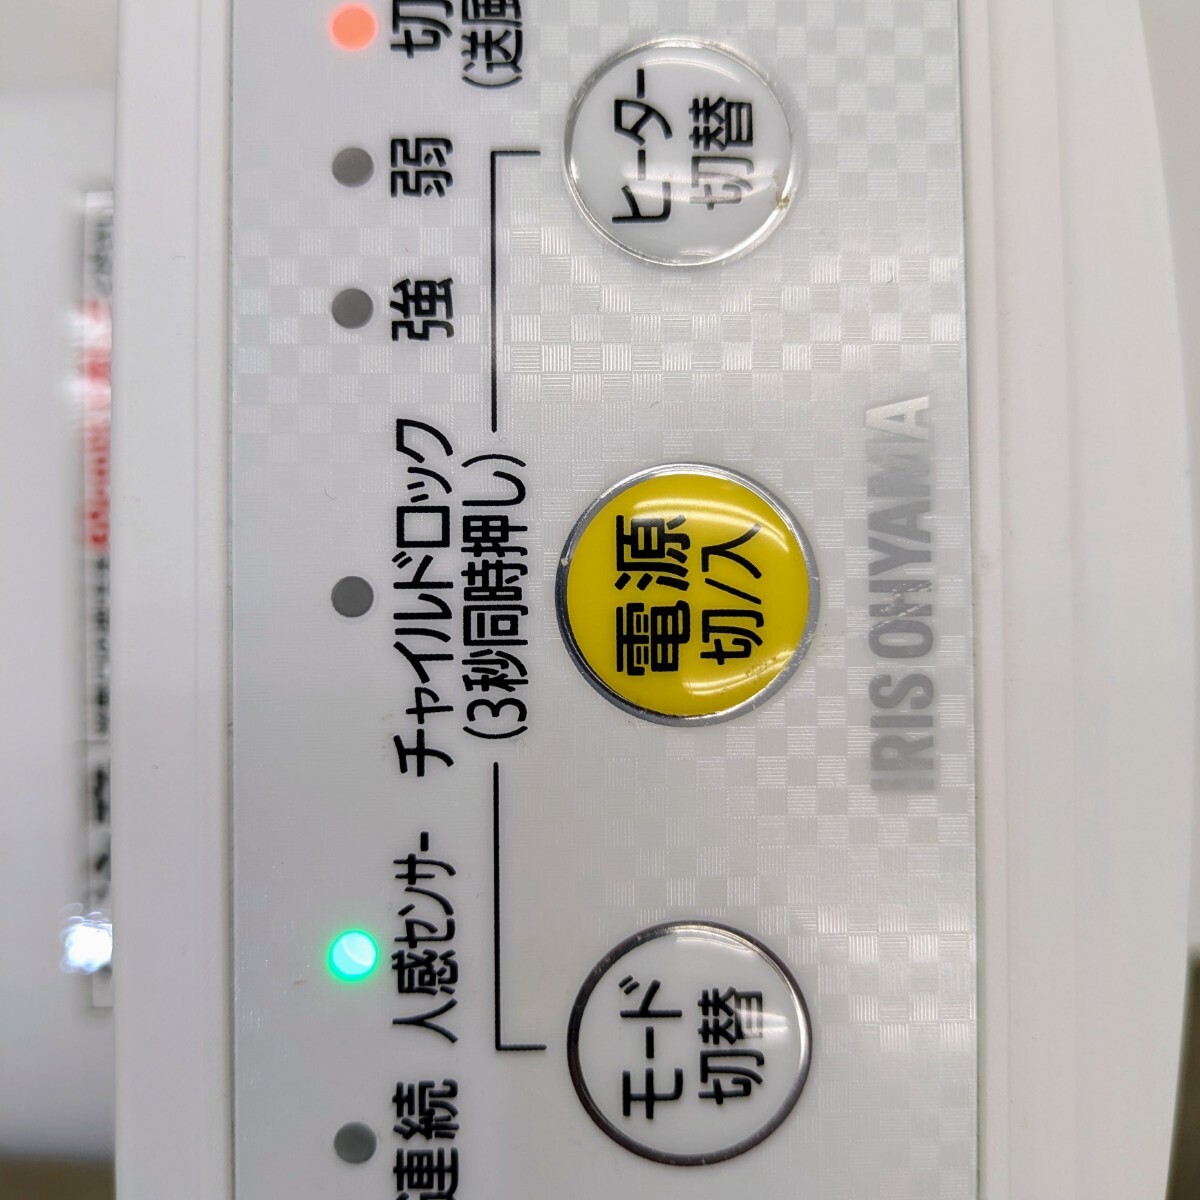 連続
人感センサー
チャイルドロック
(3秒同時押し)
強
弱
切
(送風
モード
切替
電源
切/入
ヒーター
切替
IRIS OHYAMA